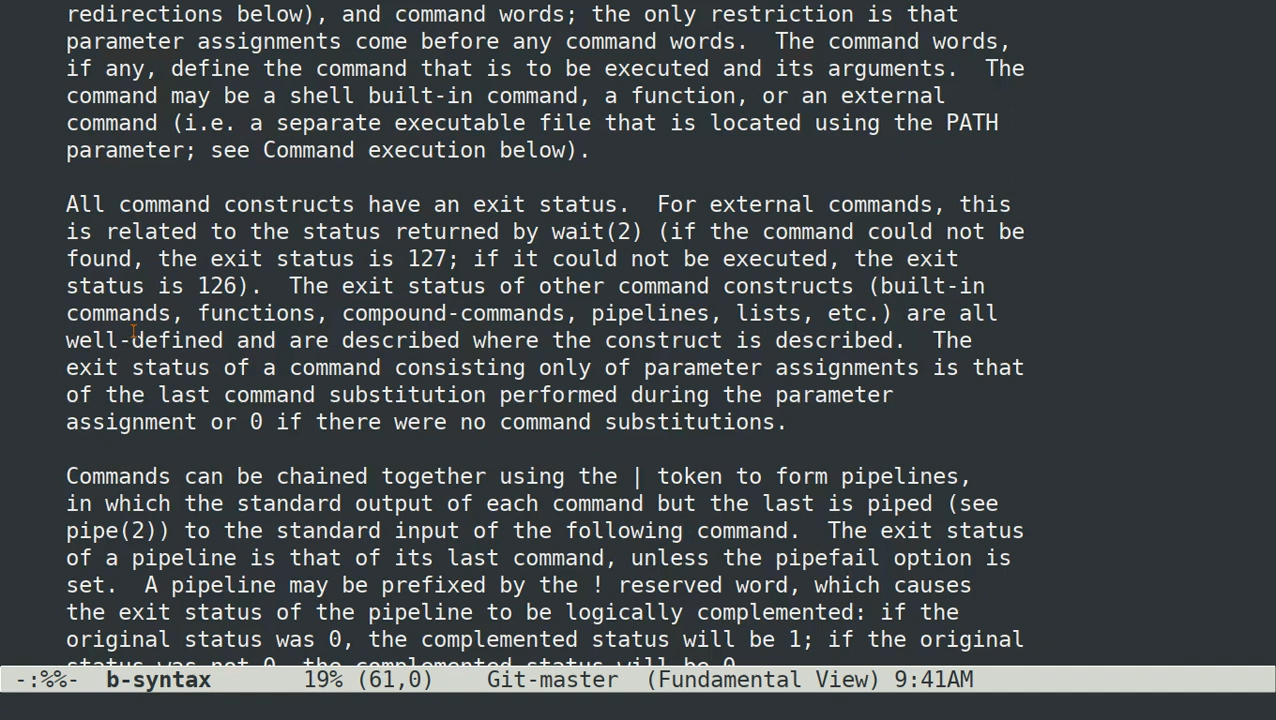 redirections below), and command words; the only restriction is that
parameter assignments come before any command words.  The command words,
if any, define the command that is to be executed and its arguments.  The
command may be a shell built-in command, a function, or an external
command (i.e. a separate executable file that is located using the PATH
parameter; see Command execution below).

All command constructs have an exit status.  For external commands, this
is related to the status returned by wait(2) (if the command could not be
found, the exit status is 127; if it could not be executed, the exit
status is 126).  The exit status of other command constructs (built-in
commands, functions, compound-commands, pipelines, lists, etc.) are all
well-defined and are described where the construct is described.  The
exit status of a command consisting only of parameter assignments is that
of the last command substitution performed during the parameter
assignment or 0 if there were no command substitutions.

Commands can be chained together using the | token to form pipelines,
in which the standard output of each command but the last is piped (see
pipe(2)) to the standard input of the following command.  The exit status
of a pipeline is that of its last command, unless the pipefail option is
set.  A pipeline may be prefixed by the ! reserved word, which causes
the exit status of the pipeline to be logically complemented: if the
original status was 0, the complemented status will be 1; if the original
status was not 0, the complemented status will be 0.
-:%%-  b-syntax       19% (61,0)    Git-master  (Fundamental View) 9:41AM